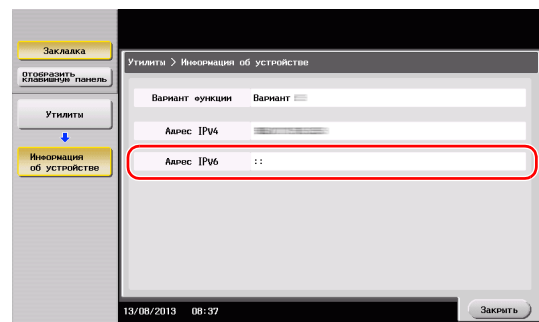 Закладка
Утилиты > Информация об устройстве
отобразить
клавишную панель
Вариант функции Вариант
Утилиты
Адрес IPv4
Информация
об устройстве
Адрес IPv6 ::
13/08/2013 08:37
Закрыть